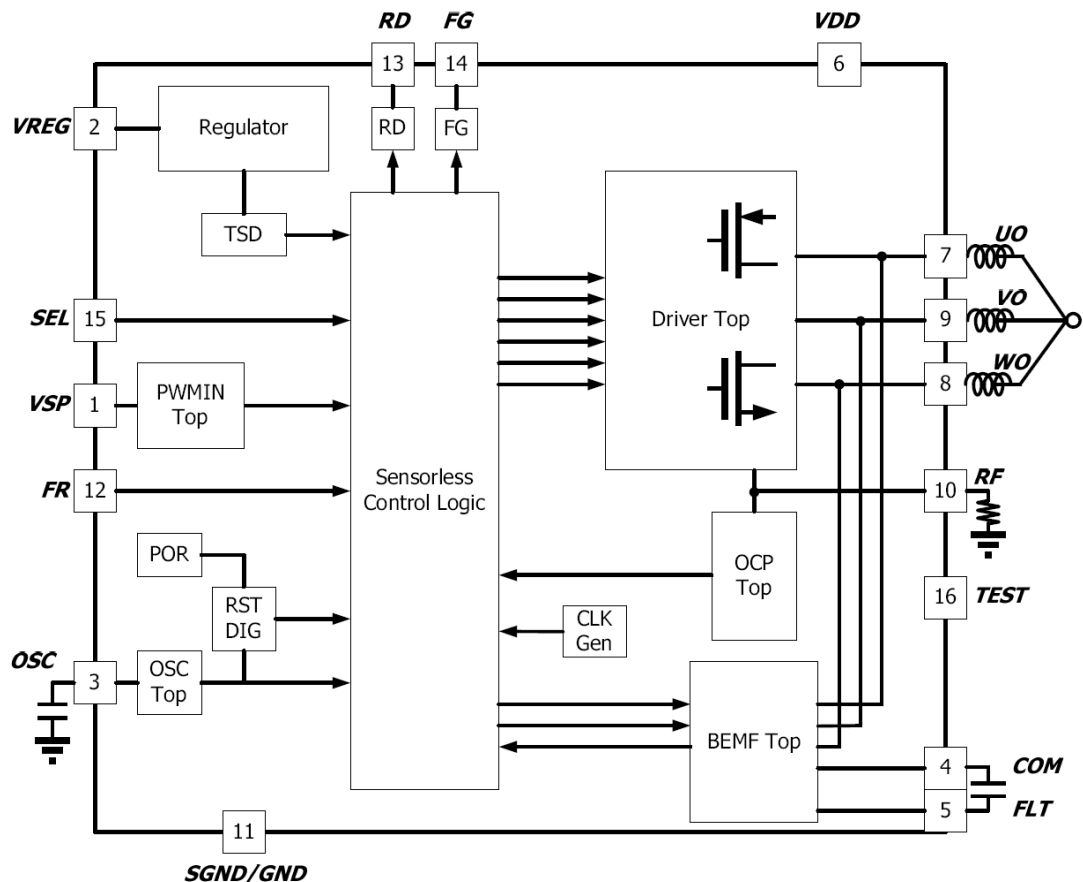 RD
FG
VDD
13
14
6
VREG
2
Regulator
RD
FG
TSD
SEL
15
VSP
1
PWMIN
Top
FR
12
Sensorless
Control Logic
Driver Top
7
UO
9
VO
8
WO
10
RF
POR
RST
DIG
OCP
Top
CLK
Gen
16
TEST
OSC
3
OSC
Top
BEMF Top
4
COM
5
FLT
11
SGND/GND